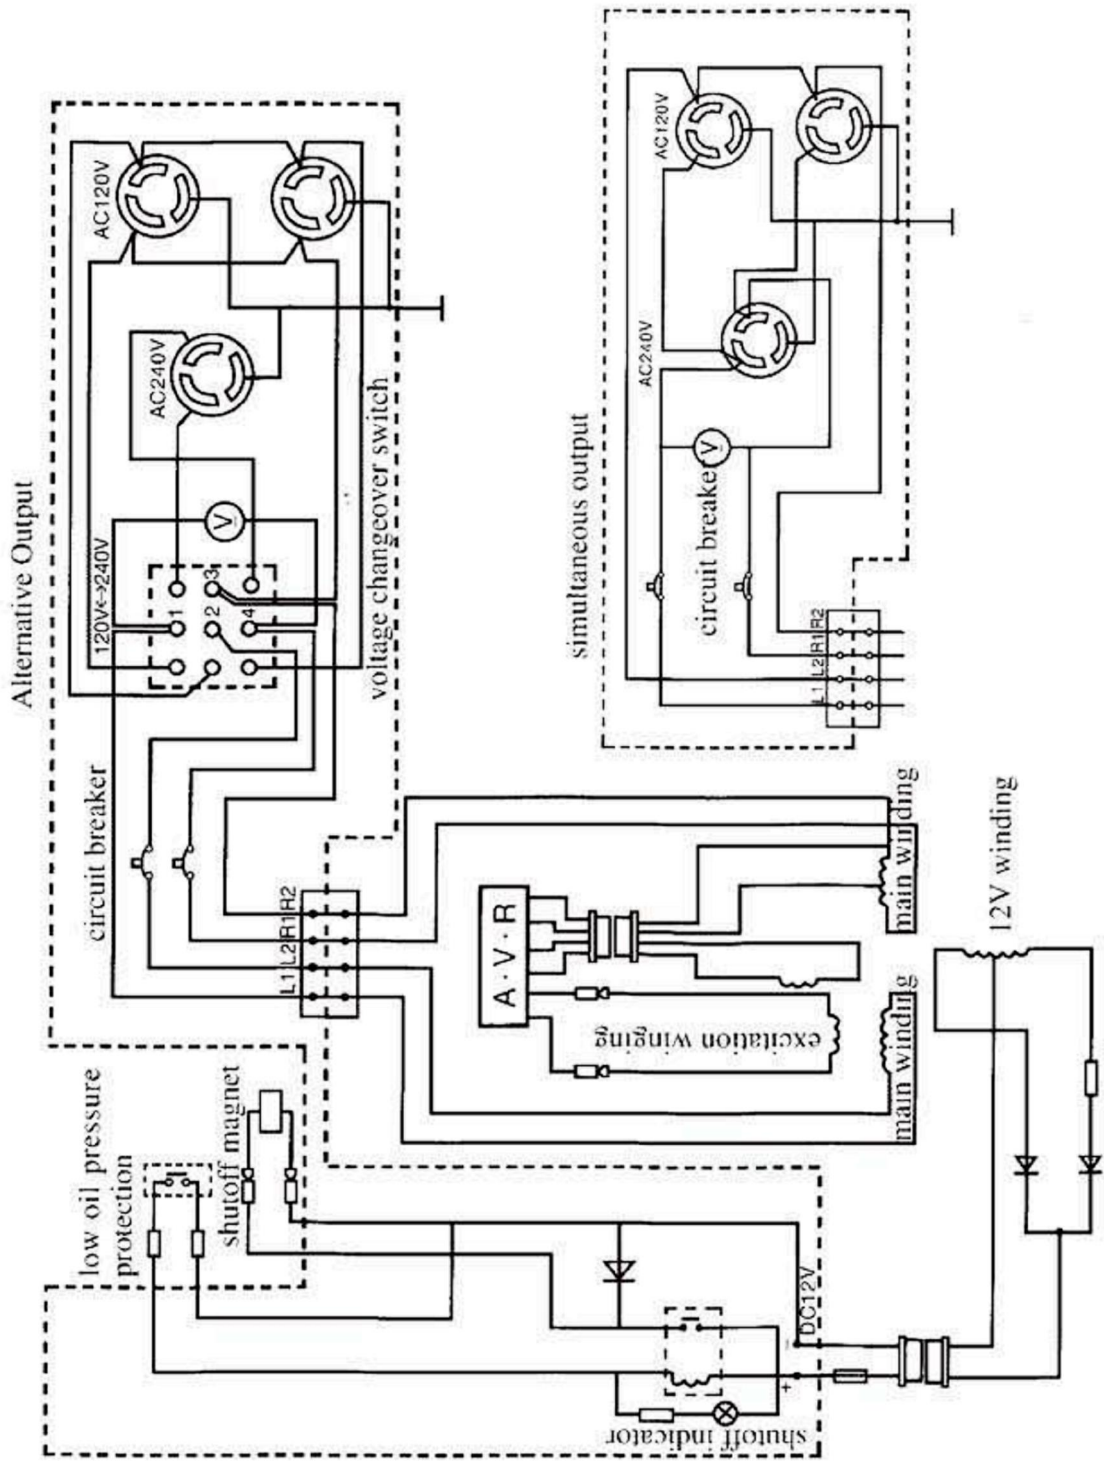 Alternative Output
AC120V
AC240V
120V<->240V
1
2
3
4
V
voltage changeover switch
circuit breaker
L1 L2 R1 R2
simultaneous output
AC120V
AC240V
V
circuit breaker
L1 L2 R1 R2
A·V·R
excitation winging
main winding
main winding
12V winding
low oil pressure
protection
shutoff magnet
DC12V
+
-
shutoff indicator